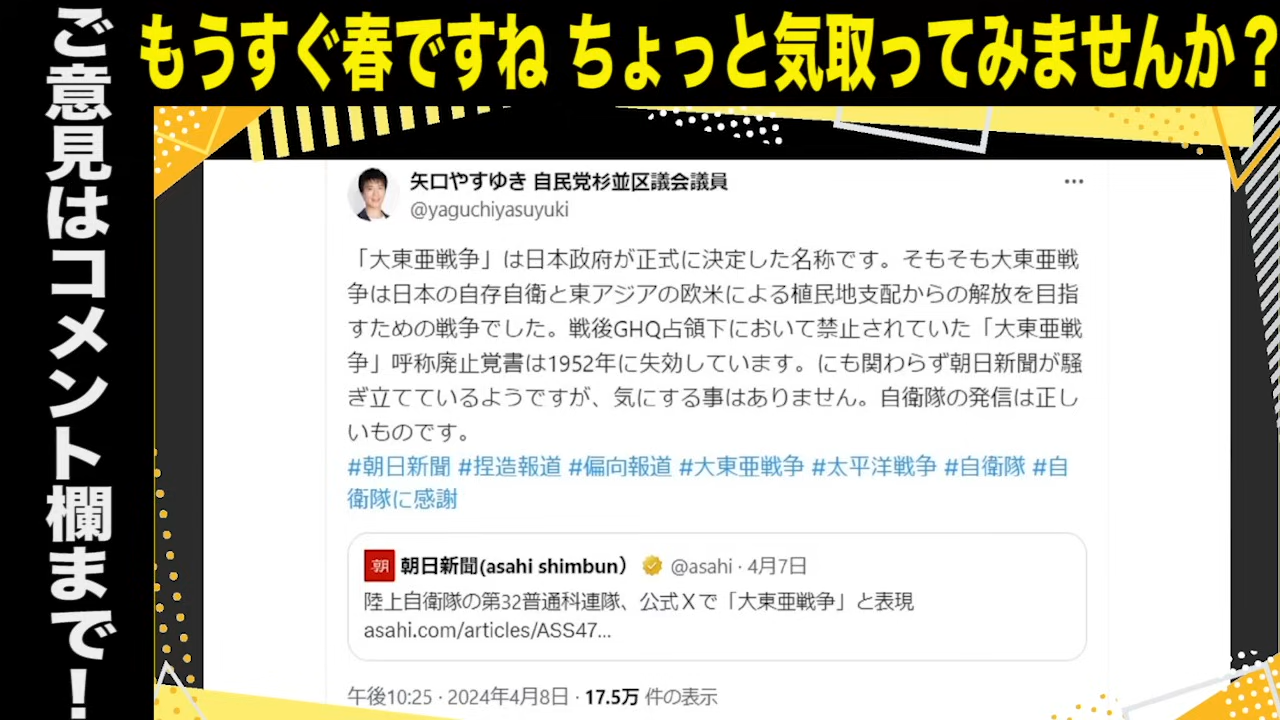 もうすぐ春ですね ちょっと気取ってみませんか？
ご意見はコメント欄まで！
矢口やすゆき 自民党杉並区議会議員
@yaguchiyasuyuki
「大東亜戦争」は日本政府が正式に決定した名称です。そもそも大東亜戦
争は日本の自存自衛と東アジアの欧米による植民地支配からの解放を目指
すための戦争でした。戦後GHQ占領下において禁止されていた「大東亜戦
争」呼称廃止覚書は1952年に失効しています。にも関わらず朝日新聞が騒
ぎ立てているようですが、気にする事はありません。自衛隊の発信は正し
いものです。
#朝日新聞 #捏造報道 #偏向報道 #大東亜戦争 #太平洋戦争 #自衛隊 #自
衛隊に感謝
朝 朝日新聞(asahi shimbun） @asahi · 4月7日
陸上自衛隊の第32普通科連隊、公式Xで「大東亜戦争」と表現
asahi.com/articles/ASS47...
午後10:25 · 2024年4月8日 · 17.5万 件の表示